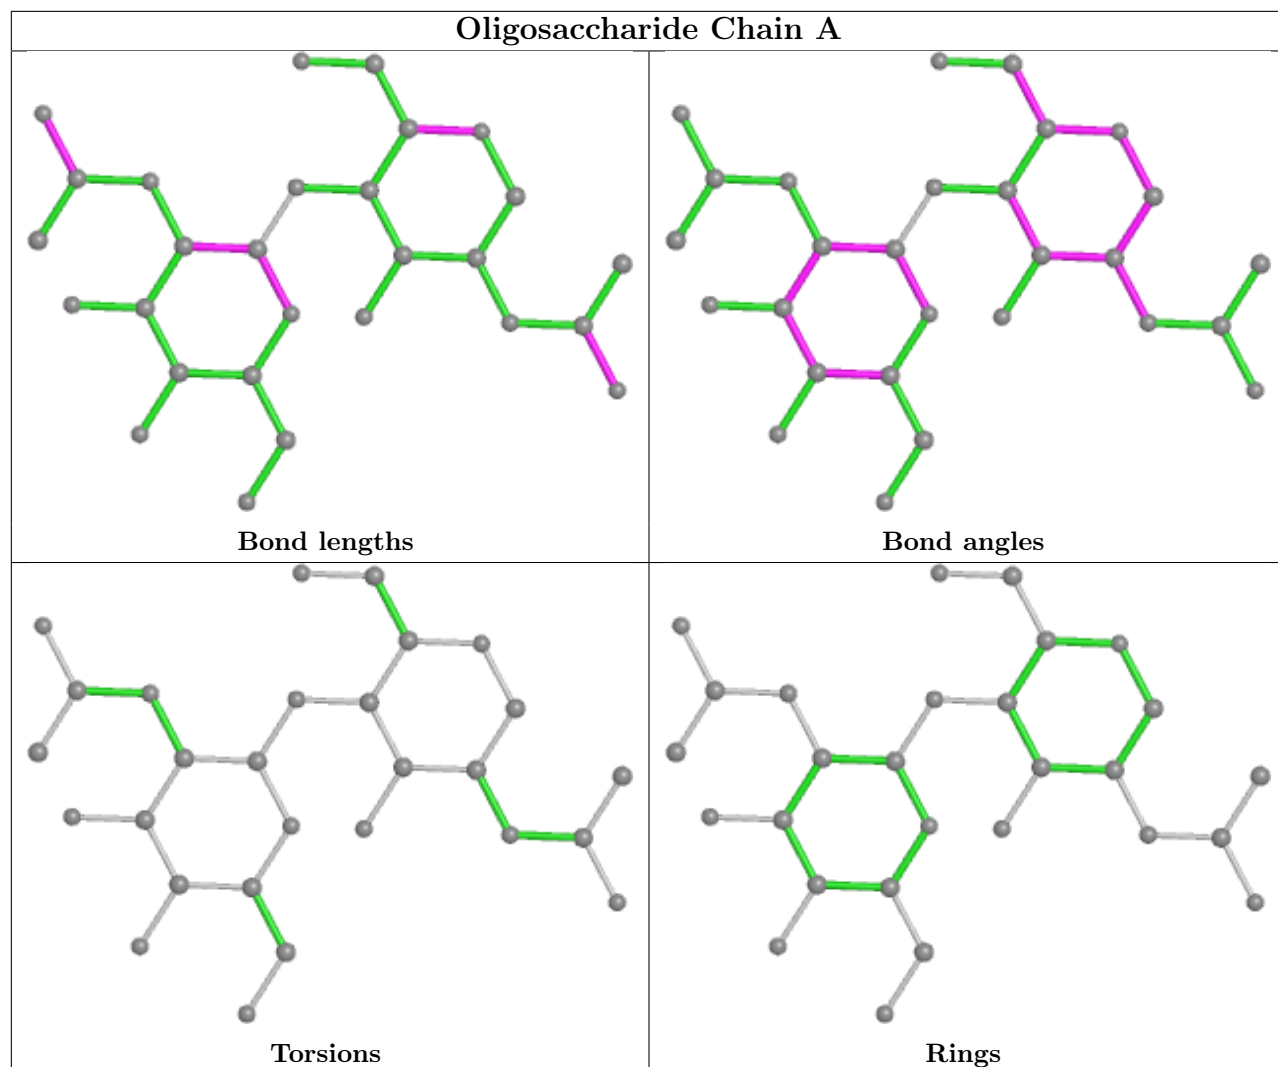 Oligosaccharide Chain A
Bond lengths
Bond angles
Torsions
Rings